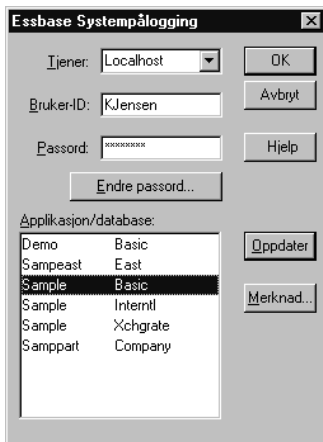 Essbase Systempålogging
Tjener: Localhost OK
Bruker-ID: KJensen Avbryt
Passord: ******** Hjelp
Endre passord...
Applikasjon/database:
Demo Basic Oppdater
Sampeast East
Sample Basic Merknad...
Sample Interntl
Sample Xchgrate
Samppart Company